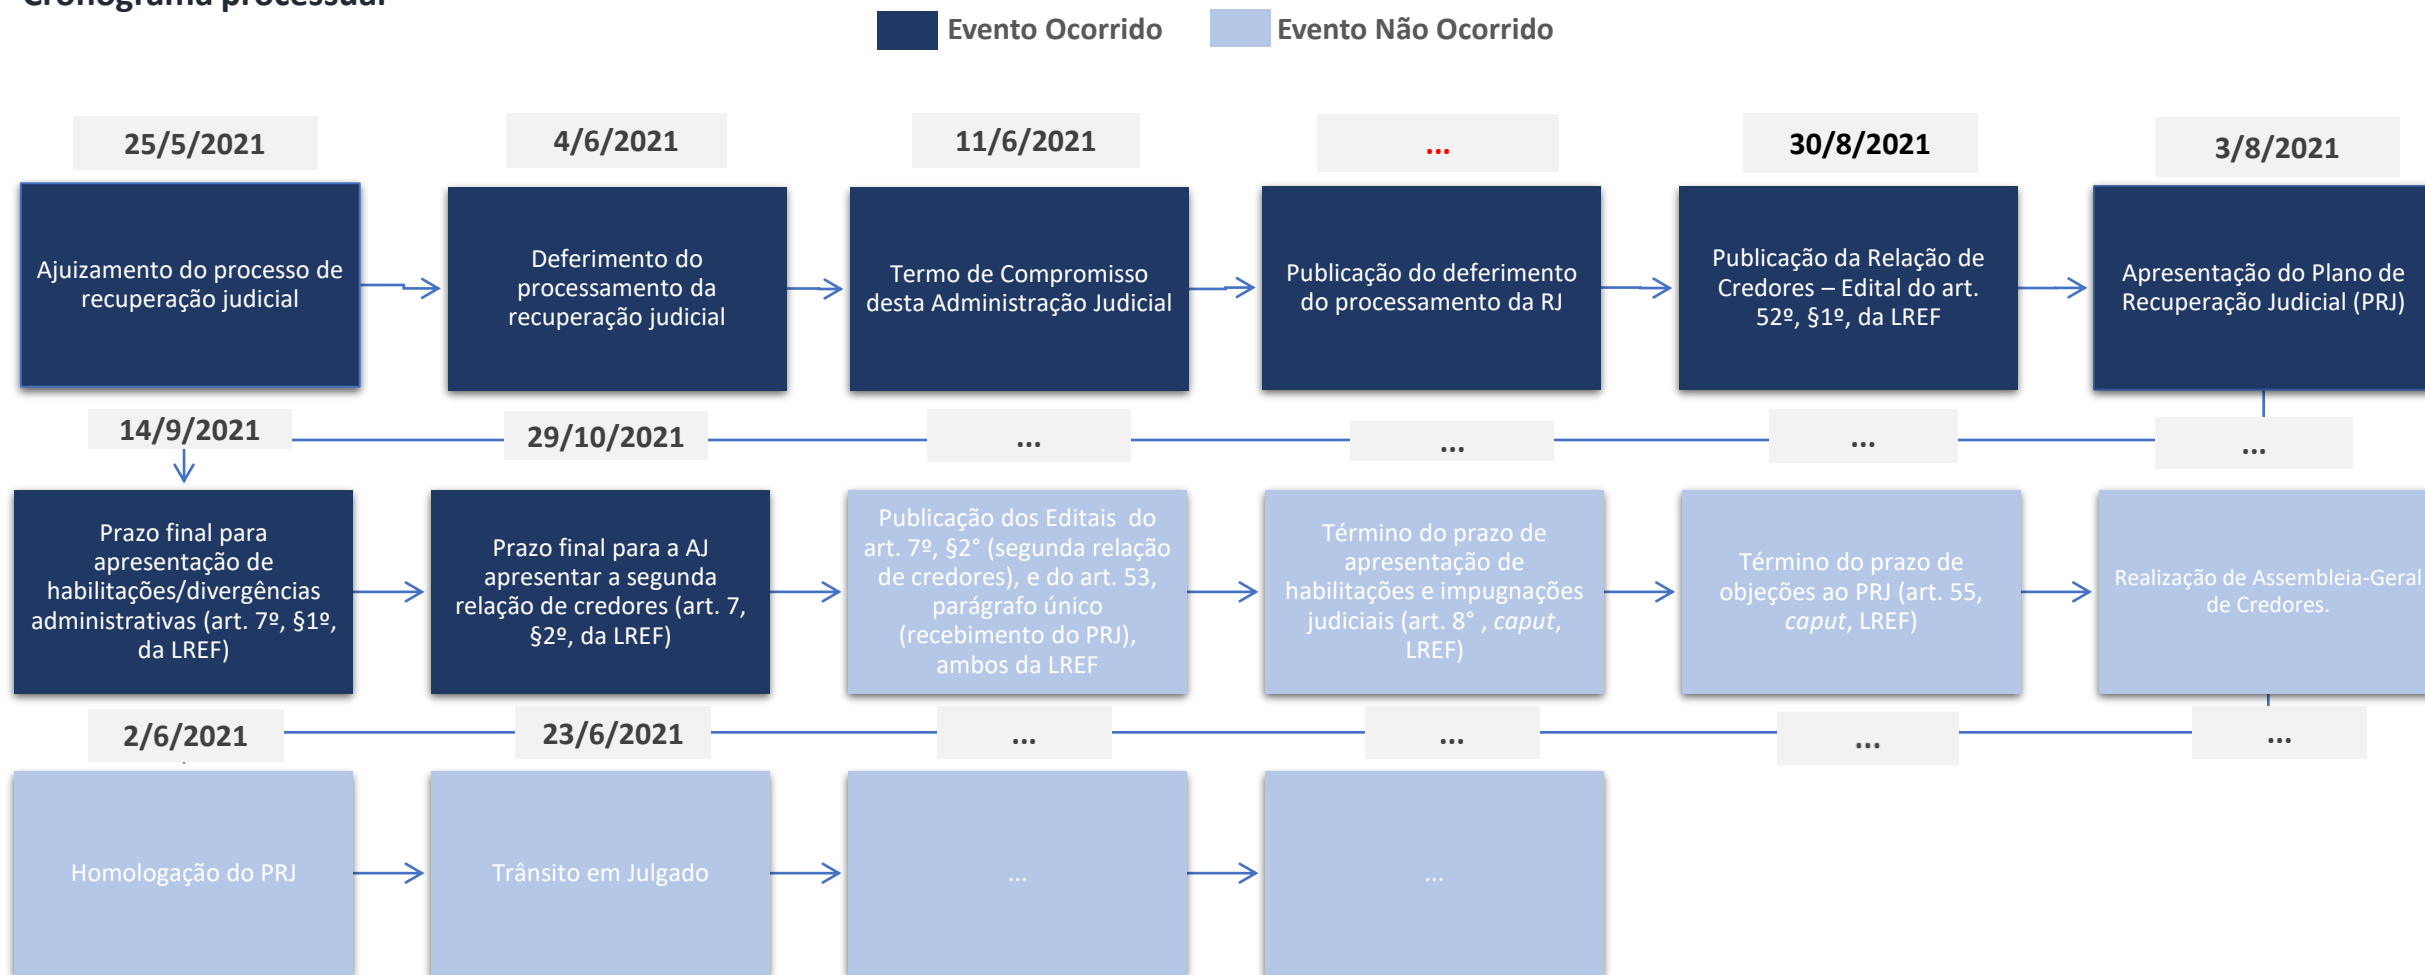 Cronograma processual
Evento Ocorrido
Evento Não Ocorrido
25/5/2021
4/6/2021
11/6/2021
...
30/8/2021
3/8/2021
Ajuizamento do processo de
recuperação judicial
Deferimento do
processamento da
recuperação judicial
Termo de Compromisso
desta Administração Judicial
Publicação do deferimento
do processamento da RJ
Publicação da Relação de
Credores – Edital do art.
52º, §1º, da LREF
Apresentação do Plano de
Recuperação Judicial (PRJ)
14/9/2021
29/10/2021
...
...
...
...
Prazo final para
apresentação de
habilitações/divergências
administrativas (art. 7º, §1º,
da LREF)
Prazo final para a AJ
apresentar a segunda
relação de credores (art. 7,
§2º, da LREF)
Publicação dos Editais do
art. 7º, §2° (segunda relação
de credores), e do art. 53,
parágrafo único
(recebimento do PRJ),
ambos da LREF
Término do prazo de
apresentação de
habilitações e impugnações
judiciais (art. 8° , caput,
LREF)
Término do prazo de
objeções ao PRJ (art. 55,
caput, LREF)
Realização de Assembleia-Geral
de Credores.
2/6/2021
23/6/2021
...
...
...
...
Homologação do PRJ
Trânsito em Julgado
...
...